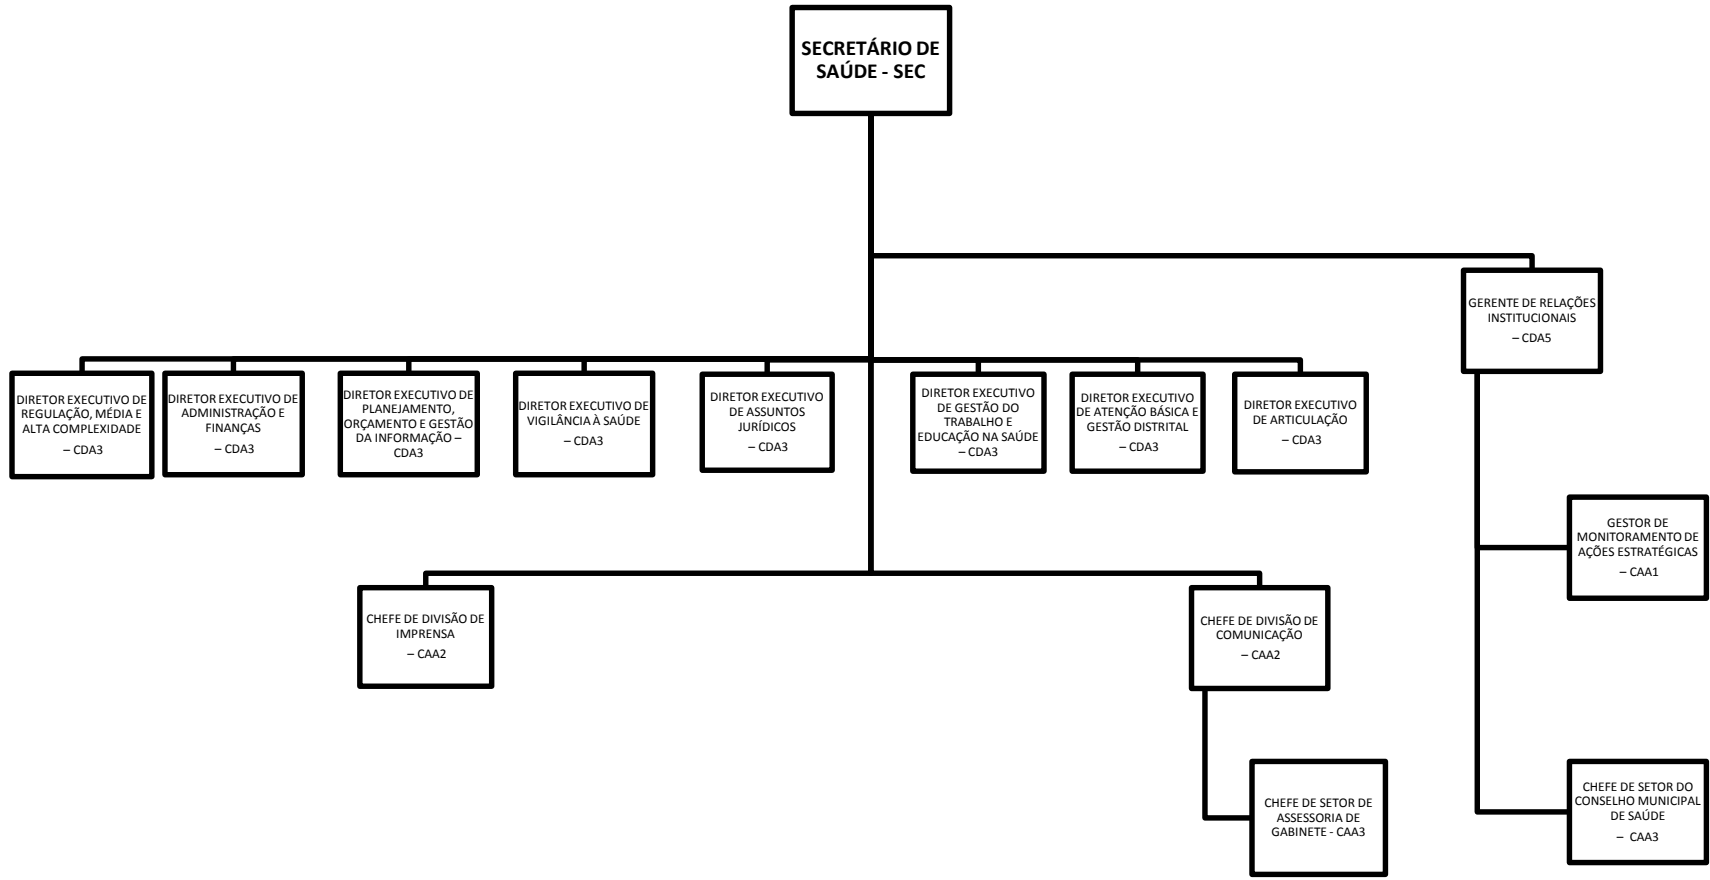 SECRETÁRIO DE
SAÚDE - SEC
GERENTE DE RELAÇÕES
INSTITUCIONAIS
– CDA5
DIRETOR EXECUTIVO DE
REGULAÇÃO, MÉDIA E
ALTA COMPLEXIDADE
– CDA3
DIRETOR EXECUTIVO DE
ADMINISTRAÇÃO E
FINANÇAS
– CDA3
DIRETOR EXECUTIVO DE
PLANEJAMENTO,
ORÇAMENTO E GESTÃO
DA INFORMAÇÃO –
CDA3
DIRETOR EXECUTIVO DE
VIGILÂNCIA À SAÚDE
– CDA3
DIRETOR EXECUTIVO
DE ASSUNTOS
JURÍDICOS
– CDA3
DIRETOR EXECUTIVO
DE GESTÃO DO
TRABALHO E
EDUCAÇÃO NA SAÚDE
– CDA3
DIRETOR EXECUTIVO
DE ATENÇÃO BÁSICA E
GESTÃO DISTRITAL
– CDA3
DIRETOR EXECUTIVO
DE ARTICULAÇÃO
– CDA3
GESTOR DE
MONITORAMENTO DE
AÇÕES ESTRATÉGICAS
– CAA1
CHEFE DE DIVISÃO DE
IMPRENSA
– CAA2
CHEFE DE DIVISÃO DE
COMUNICAÇÃO
– CAA2
CHEFE DE SETOR DE
ASSESSORIA DE
GABINETE - CAA3
CHEFE DE SETOR DO
CONSELHO MUNICIPAL
DE SAÚDE
– CAA3